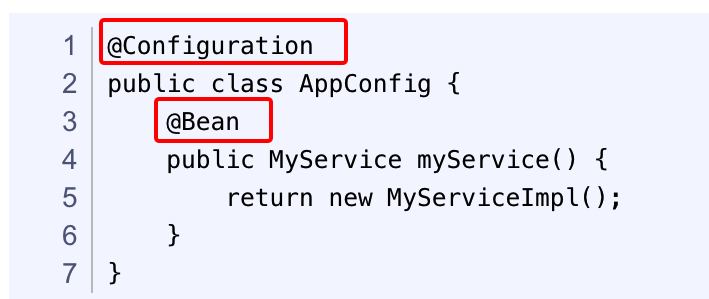 1 @Configuration
2 public class AppConfig {
3     @Bean
4     public MyService myService() {
5         return new MyServiceImpl();
6     }
7 }